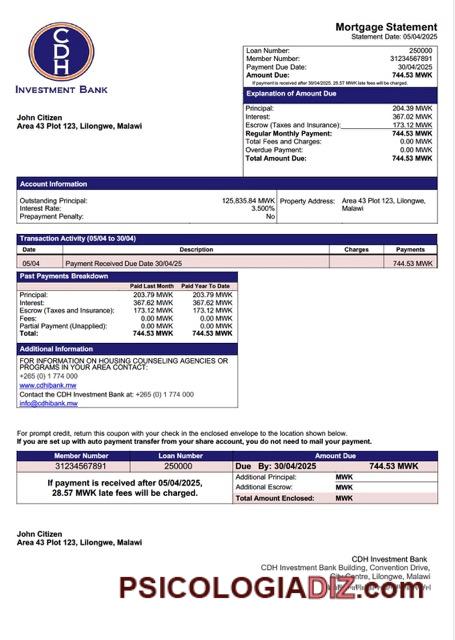 CDH
INVESTMENT BANK
Mortgage Statement
Statement Date: 05/04/2025
Loan Number: 250000
Member Number: 31234567891
Payment Due Date: 30/04/2025
Amount Due: 744.53 MWK
If payment is received after 30/04/2025, 28.57 MWK late fees will be charged.
Explanation of Amount Due
Principal: 204.39 MWK
Interest: 367.02 MWK
Escrow (Taxes and Insurance): 173.12 MWK
Regular Monthly Payment: 744.53 MWK
Total Fees and Charges: 0.00 MWK
Overdue Payment: 0.00 MWK
Total Amount Due: 744.53 MWK
John Citizen
Area 43 Plot 123, Lilongwe, Malawi
Account Information
Outstanding Principal: 125,835.84 MWK
Interest Rate: 3.500%
Prepayment Penalty: No
Property Address: Area 43 Plot 123, Lilongwe,
Malawi
Transaction Activity (05/04 to 30/04)
Date Description Charges Payments
05/04 Payment Received Due Date 30/04/25 744.53 MWK
Past Payments Breakdown
Paid Last Month Paid Year To Date
Principal: 203.79 MWK 203.79 MWK
Interest: 367.62 MWK 367.62 MWK
Escrow (Taxes and Insurance): 173.12 MWK 173.12 MWK
Fees: 0.00 MWK 0.00 MWK
Partial Payment (Unapplied): 0.00 MWK 0.00 MWK
Total: 744.53 MWK 744.53 MWK
Additional Information
FOR INFORMATION ON HOUSING COUNSELING AGENCIES OR
PROGRAMS IN YOUR AREA CONTACT:
+265 (0) 1 774 000
www.cdhibank.mw
Contact the CDH Investment Bank at: +265 (0) 1 774 000
info@cdhibank.mw
For prompt credit, return this coupon with your check in the enclosed envelope to the location shown below.
If you are set up with auto payment transfer from your share account, you do not need to mail your payment.
Member Number Loan Number Amount Due
31234567891 250000 Due By: 30/04/2025 744.53 MWK
If payment is received after 05/04/2025,
28.57 MWK late fees will be charged.
Additional Principal: MWK
Additional Escrow: MWK
Total Amount Enclosed: MWK
John Citizen
Area 43 Plot 123, Lilongwe, Malawi
CDH Investment Bank
CDH Investment Bank Building, Convention Drive,
City Centre, Lilongwe, Malawi
PSICOLOGIADIZ.com